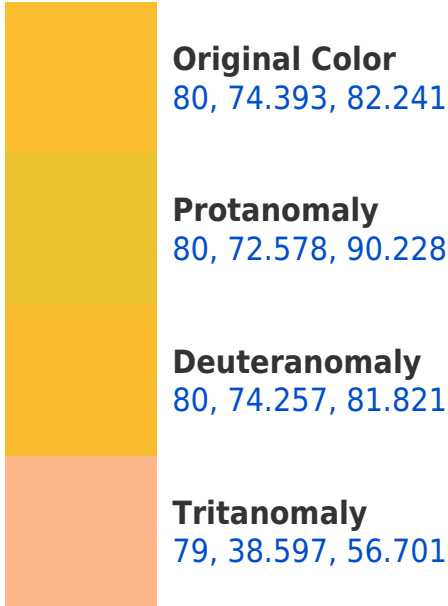 Original Color
80, 74.393, 82.241
Protanomaly
80, 72.578, 90.228
Deuteranomaly
80, 74.257, 81.821
Tritanomaly
79, 38.597, 56.701